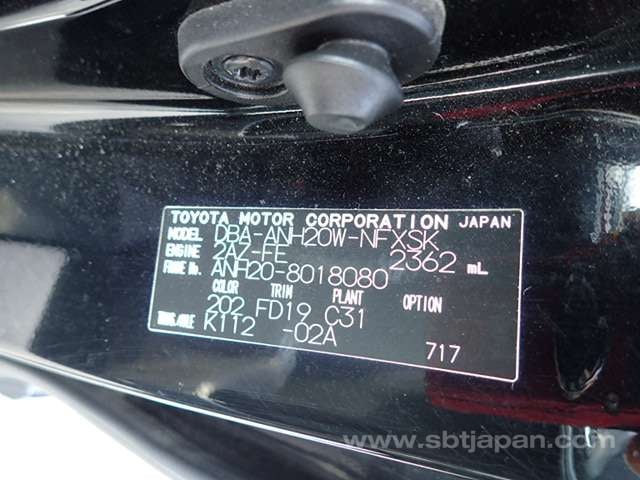 TOYOTA MOTOR CORPORATION JAPAN
MODEL DBA-ANH20W-NFXSK
ENGINE 2AZ-FE 2362 mL
FRAME No. ANH20-8018080
COLOR TRIM PLANT OPTION
202 FD19 C31
TRANS./AXLE K112 -02A
717
www.sbtjapan.com